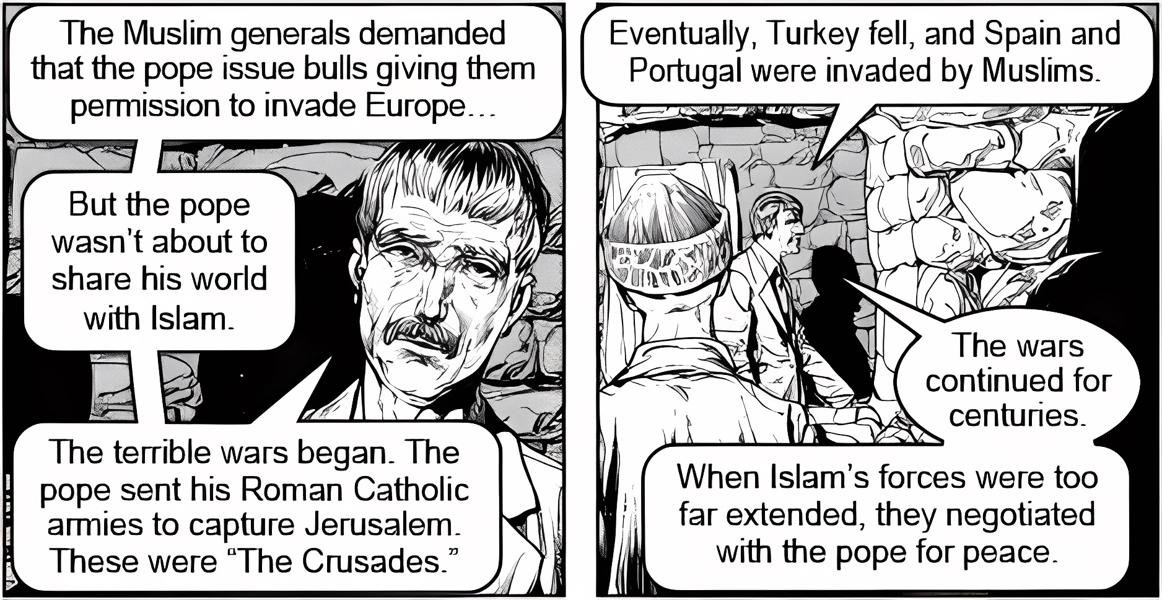 The Muslim generals demanded
that the pope issue bulls giving them
permission to invade Europe...
But the pope
wasn't about to
share his world
with Islam.
The terrible wars began. The
pope sent his Roman Catholic
armies to capture Jerusalem.
These were “The Crusades.”
Eventually, Turkey fell, and Spain and
Portugal were invaded by Muslims.
The wars
continued for
centuries.
When Islam's forces were too
far extended, they negotiated
with the pope for peace.